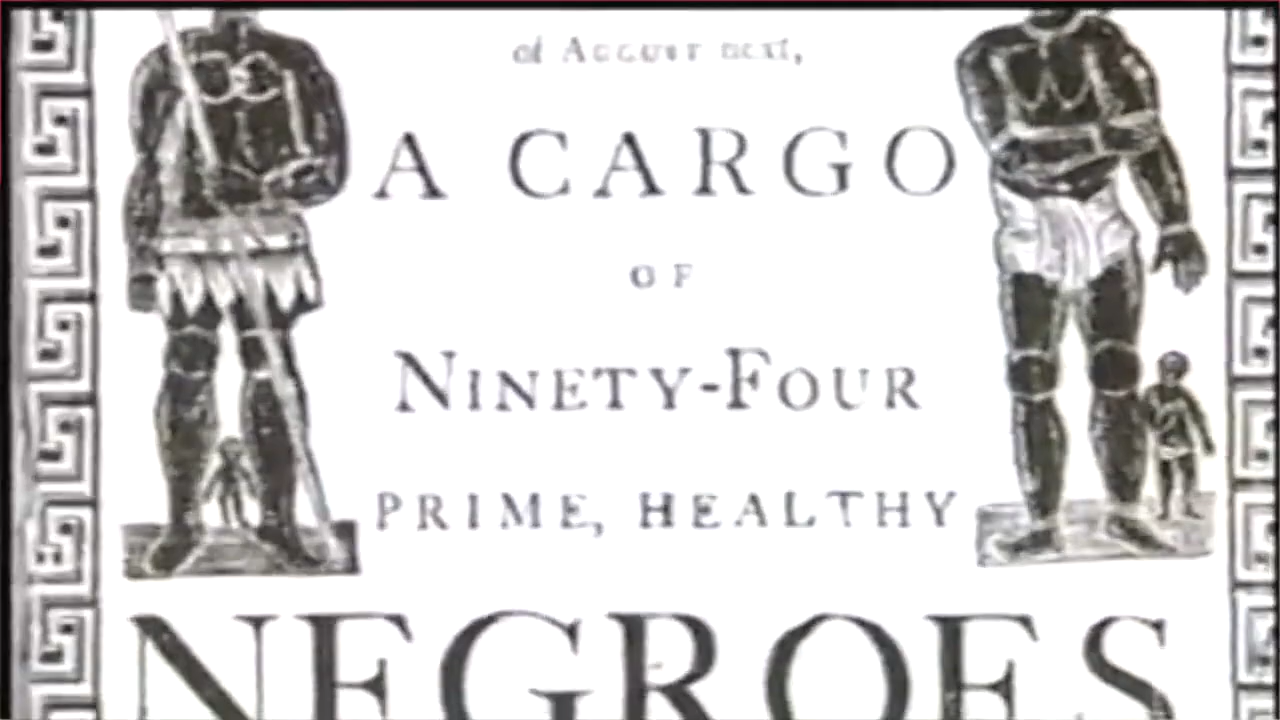 of August next,
A CARGO
OF
NINETY-FOUR
PRIME, HEALTHY
NEGROES